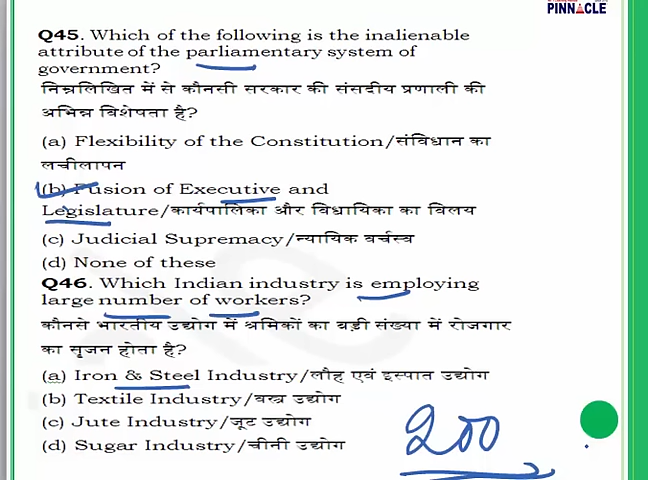 PINNACLE
Q45. Which of the following is the inalienable
attribute of the parliamentary system of
government?
निम्नलिखित में से कौनसी सरकार की संसदीय प्रणाली की
अभिन्न विशेषता है?
(a) Flexibility of the Constitution/संविधान का
लचीलापन
(b) Fusion of Executive and
Legislature/कार्यपालिका और विधायिका का विलय
(c) Judicial Supremacy/न्यायिक वर्चस्व
(d) None of these
Q46. Which Indian industry is employing
large number of workers?
कौनसे भारतीय उद्योग में श्रमिकों का बड़ी संख्या में रोजगार
का सृजन होता है?
(a) Iron & Steel Industry/लौह एवं इस्पात उद्योग
(b) Textile Industry/वस्त्र उद्योग
(c) Jute Industry/जूट उद्योग
(d) Sugar Industry/चीनी उद्योग
200